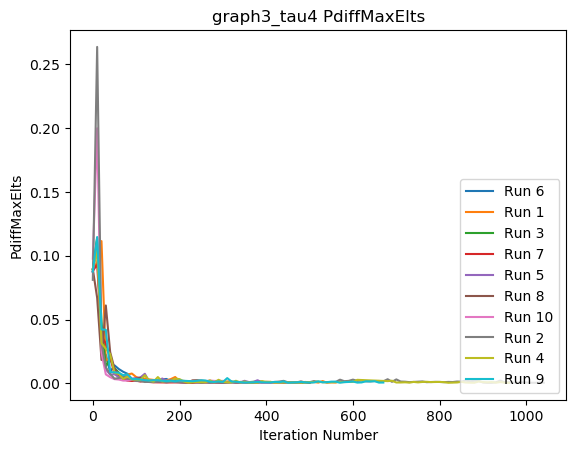 graph3_tau4 PdiffMaxElts
PdiffMaxElts
0.25
0.20
0.15
0.10
0.05
0.00
Run 6
Run 1
Run 3
Run 7
Run 5
Run 8
Run 10
Run 2
Run 4
Run 9
0 200 400 600 800 1000
Iteration Number